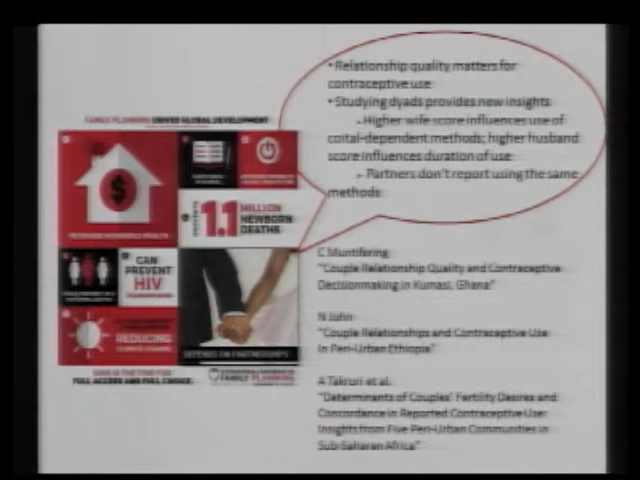 • Relationship quality matters for
contraceptive use
• Studying dyads provides new insights
➢ Higher wife score influences use of
coital-dependent methods; higher husband
score influences duration of use
➢ Partners don't report using the same
methods
FAMILY PLANNING DRIVES GLOBAL DEVELOPMENT
1.1 MILLION
NEWBORN
DEATHS
CAN
PREVENT
HIV
REDUCING
DEPENDS ON PARTNERSHIPS
NOW IS THE TIME FOR
FULL ACCESS AND FULL CHOICE.
INTERNATIONAL CONFERENCE ON
FAMILY PLANNING
C Muntifering
"Couple Relationship Quality and Contraceptive
Decisionmaking in Kumasi, Ghana"
N John
"Couple Relationships and Contraceptive Use
in Peri-Urban Ethiopia"
A Takruri et al.
"Determinants of Couples' Fertility Desires and
Concordance in Reported Contraceptive Use:
Insights from Five Peri-Urban Communities in
Sub-Saharan Africa"